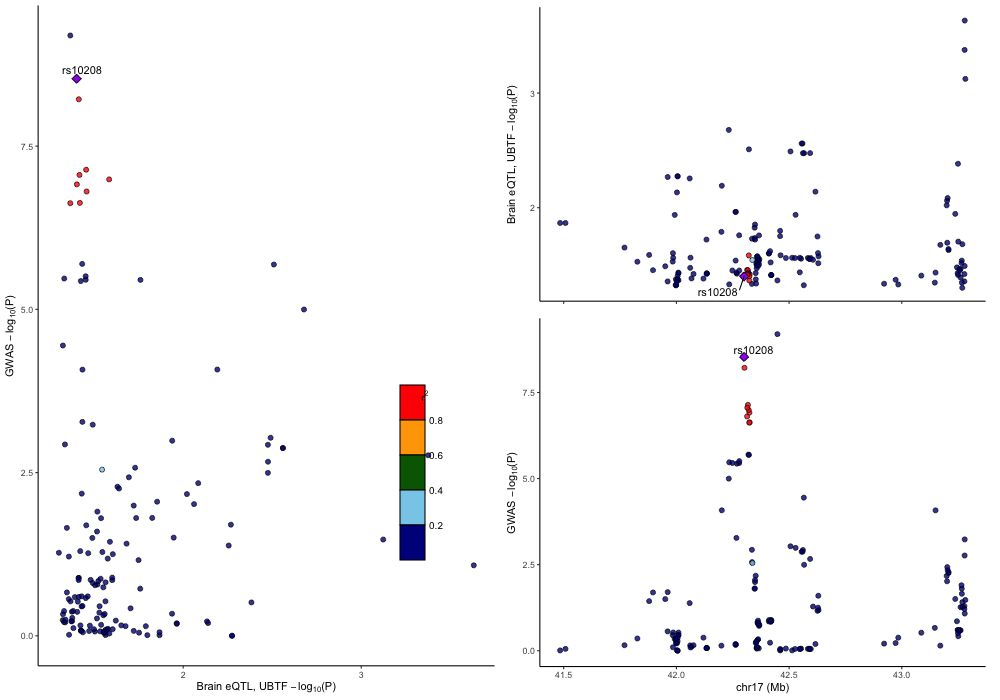 rs10208
7.5
5.0
2.5
0.0
GWAS − log10(P)
2
3
Brain eQTL, UBTF − log10(P)
r2
0.8
0.6
0.4
0.2
3
2
Brain eQTL, UBTF − log10(P)
rs10208
rs10208
7.5
5.0
2.5
0.0
GWAS − log10(P)
41.5
42.0
42.5
43.0
chr17 (Mb)